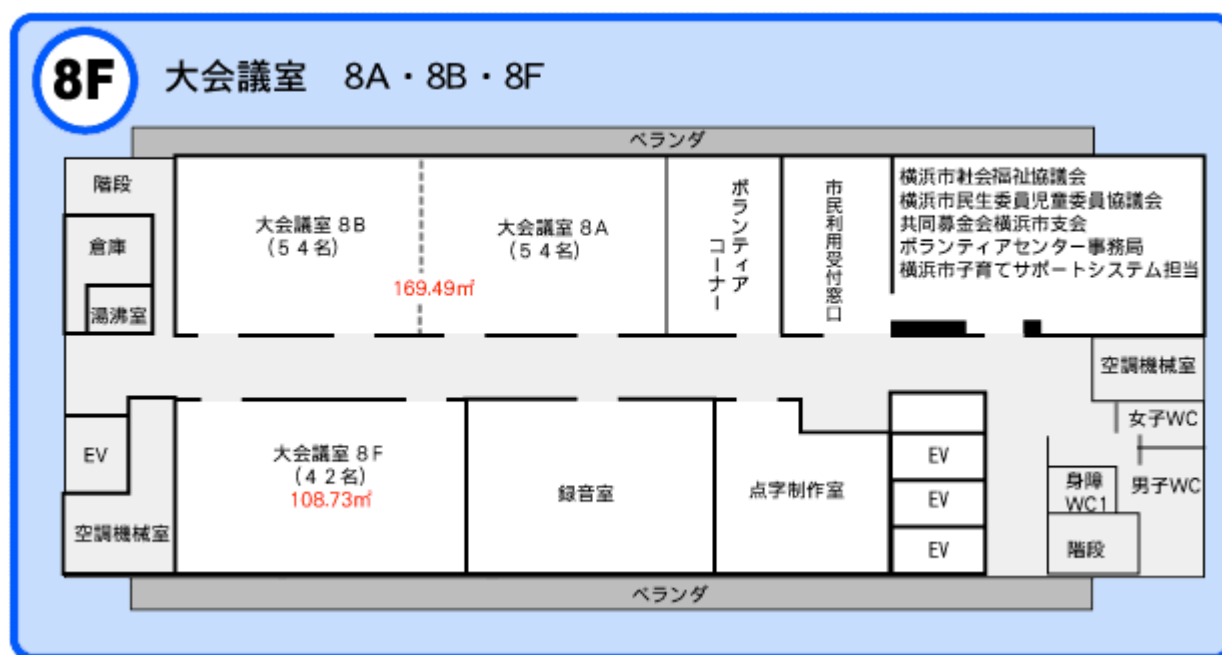 8F
大会議室　8A・8B・8F
ベランダ
階段
倉庫
湯沸室
大会議室 8B
(54名)
大会議室 8A
(54名)
169.49㎡
ボランティア
コーナー
市民利用受付窓口
横浜市社会福祉協議会
横浜市民生委員児童委員協議会
共同募金会横浜市支会
ボランティアセンター事務局
横浜市子育てサポートシステム担当
空調機械室
女子WC
男子WC
身障
WC1
階段
EV
空調機械室
大会議室 8F
(42名)
108.73㎡
録音室
点字制作室
EV
EV
EV
ベランダ